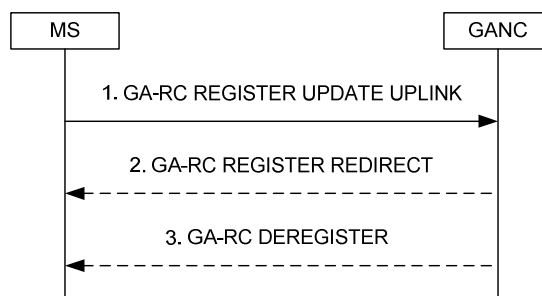 MS
GANC
1. GA-RC REGISTER UPDATE UPLINK
2. GA-RC REGISTER REDIRECT
3. GA-RC DEREGISTER